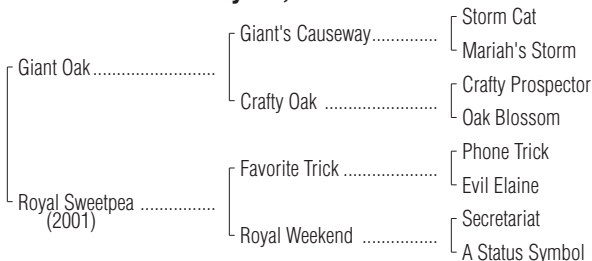 Storm Cat
Giant's Causeway..............
Mariah's Storm
Giant Oak..........................
Crafty Prospector
Crafty Oak ........................
Oak Blossom
Phone Trick
Favorite Trick ....................
Evil Elaine
Royal Sweetpea ................
(2001)
Secretariat
Royal Weekend ................
A Status Symbol